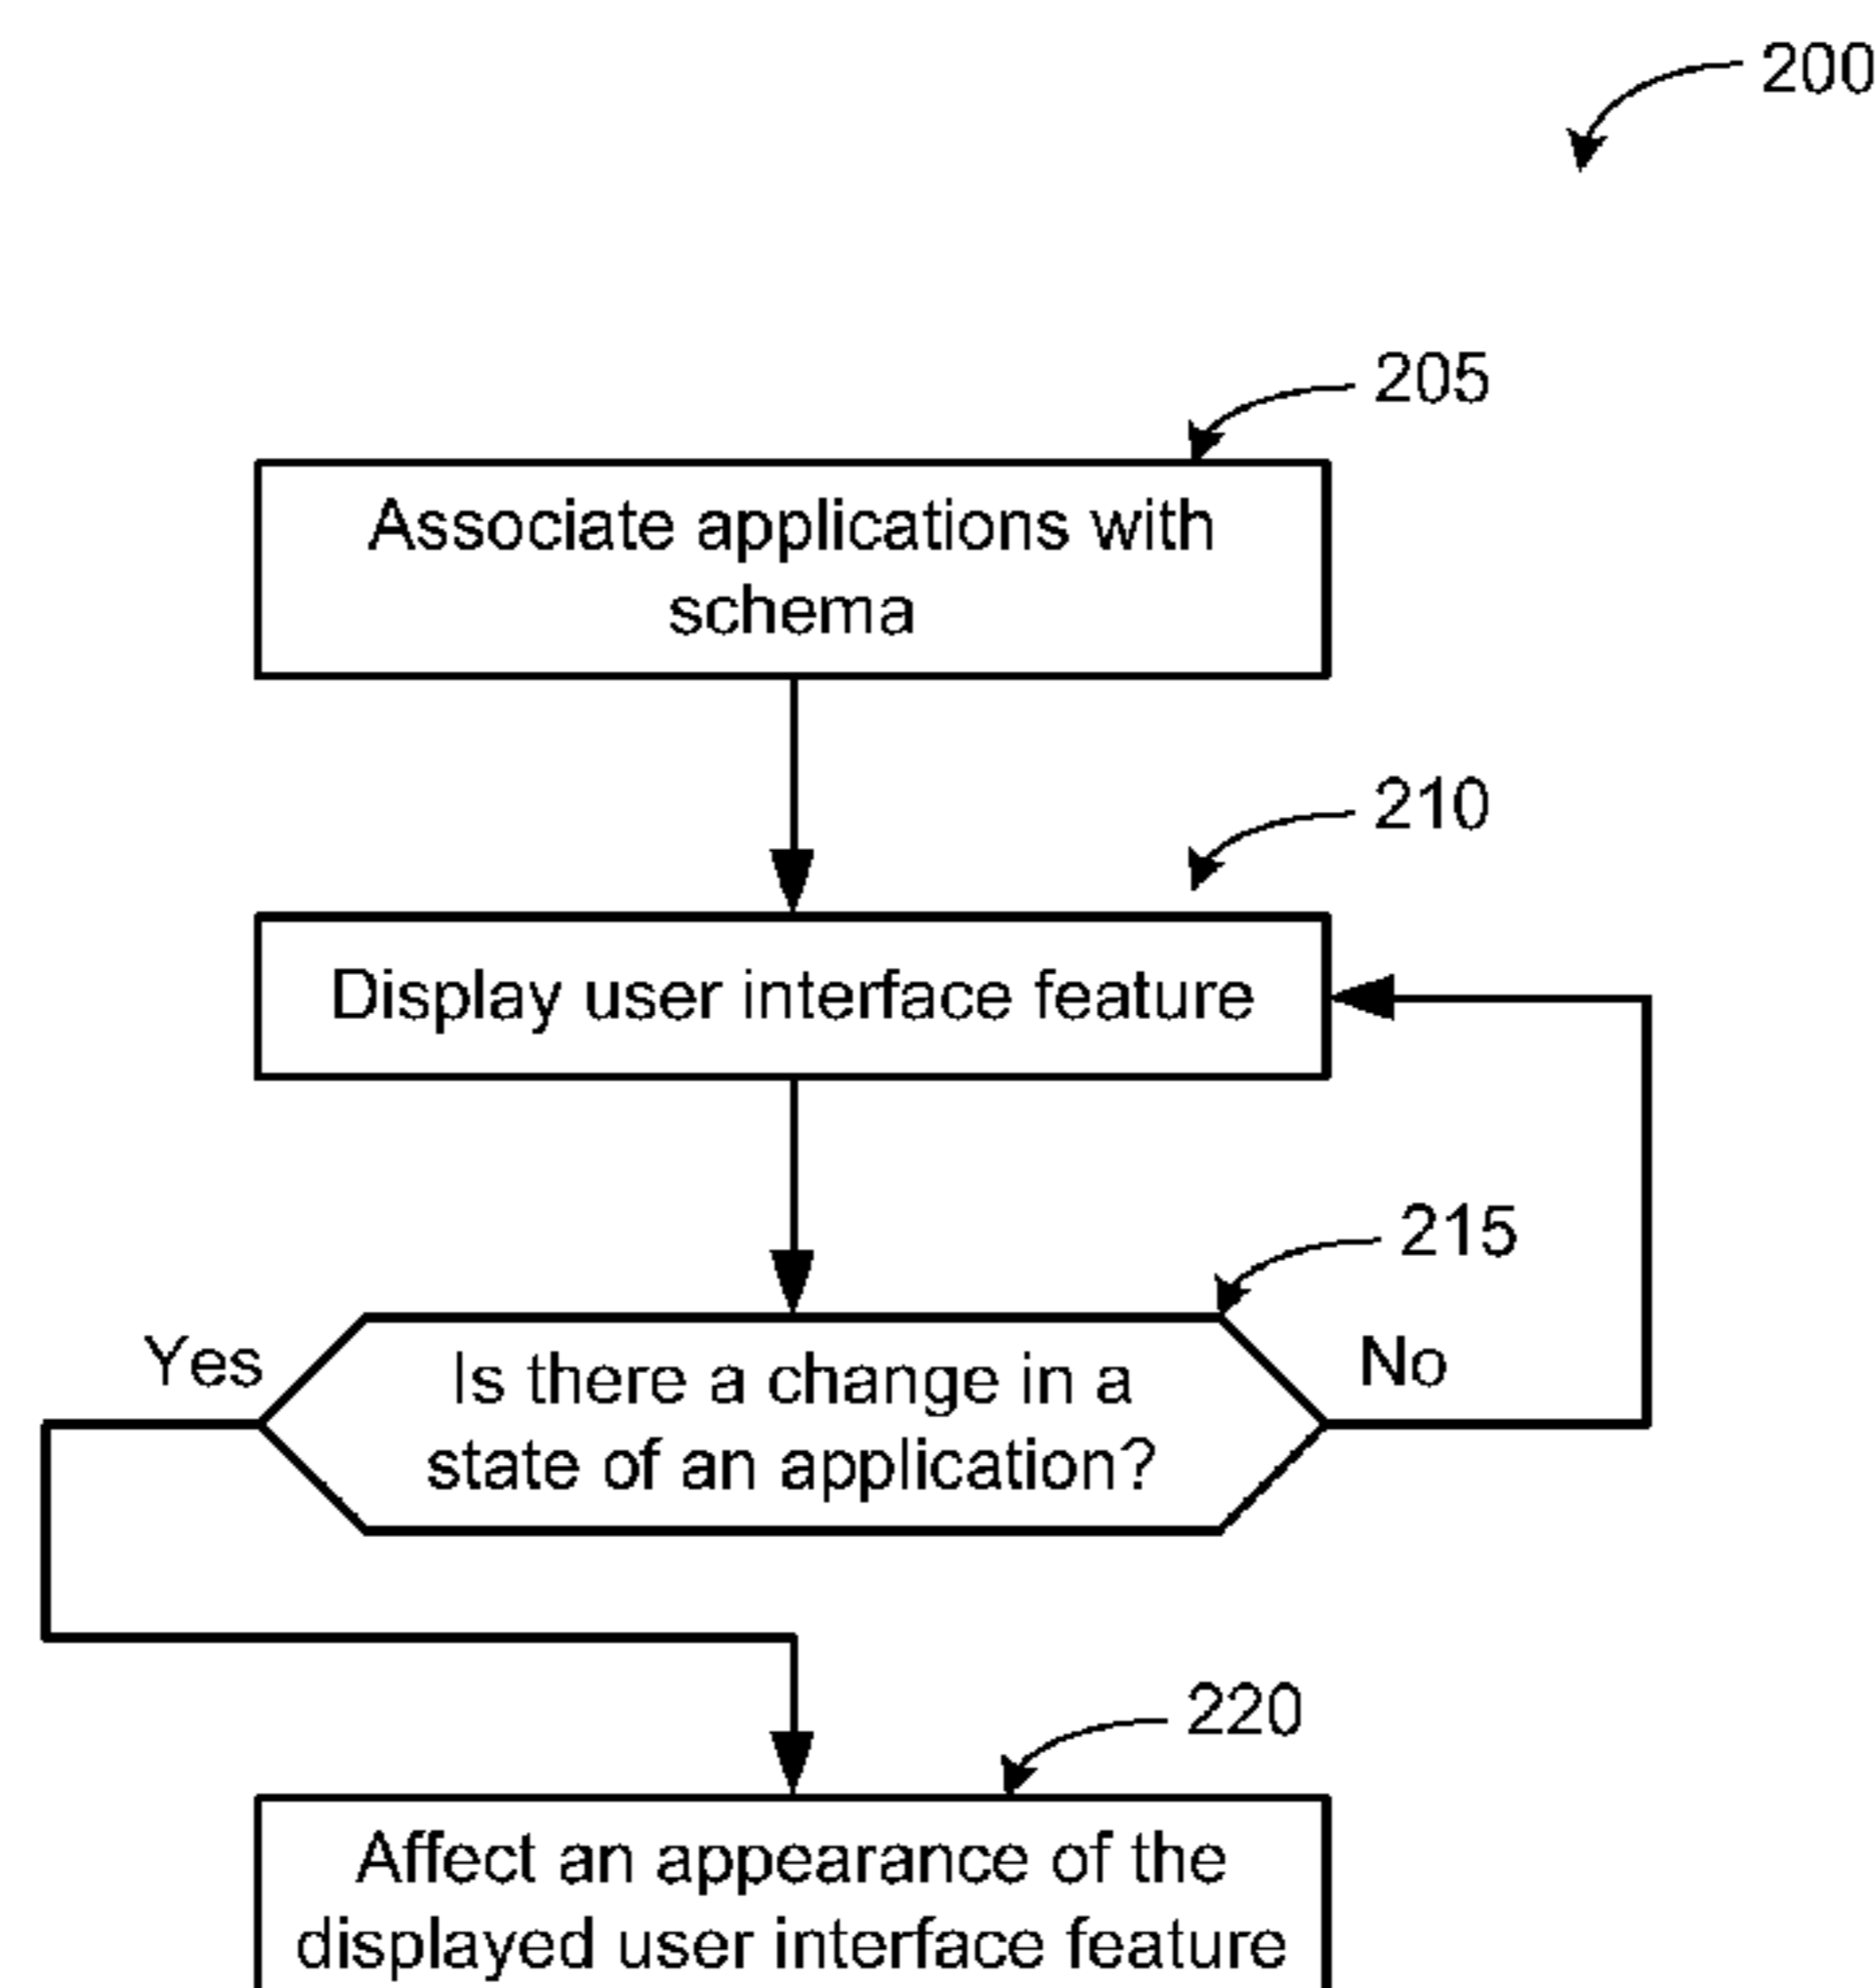 200
205
Associate applications with
schema
210
Display user interface feature
215
Yes
No
Is there a change in a
state of an application?
220
Affect an appearance of the
displayed user interface feature